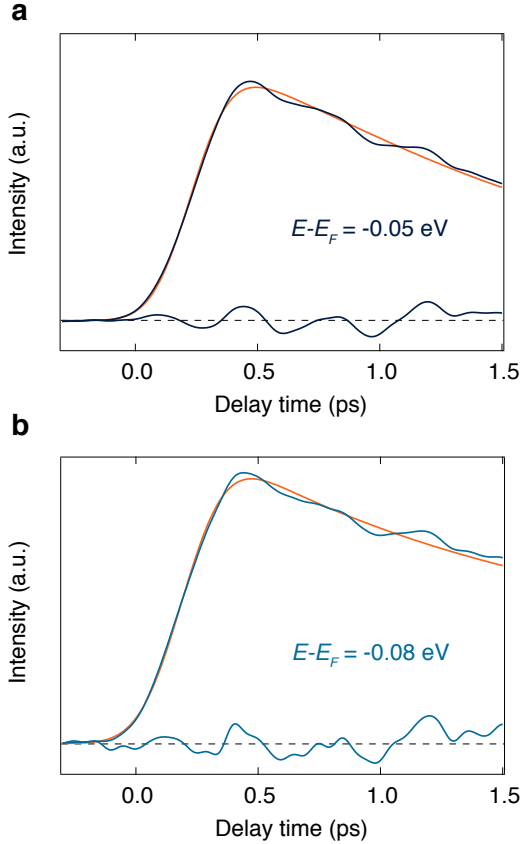 a
Intensity (a.u.)
E-E_F = -0.05 eV
0.0 0.5 1.0 1.5
Delay time (ps)
b
Intensity (a.u.)
E-E_F = -0.08 eV
0.0 0.5 1.0 1.5
Delay time (ps)